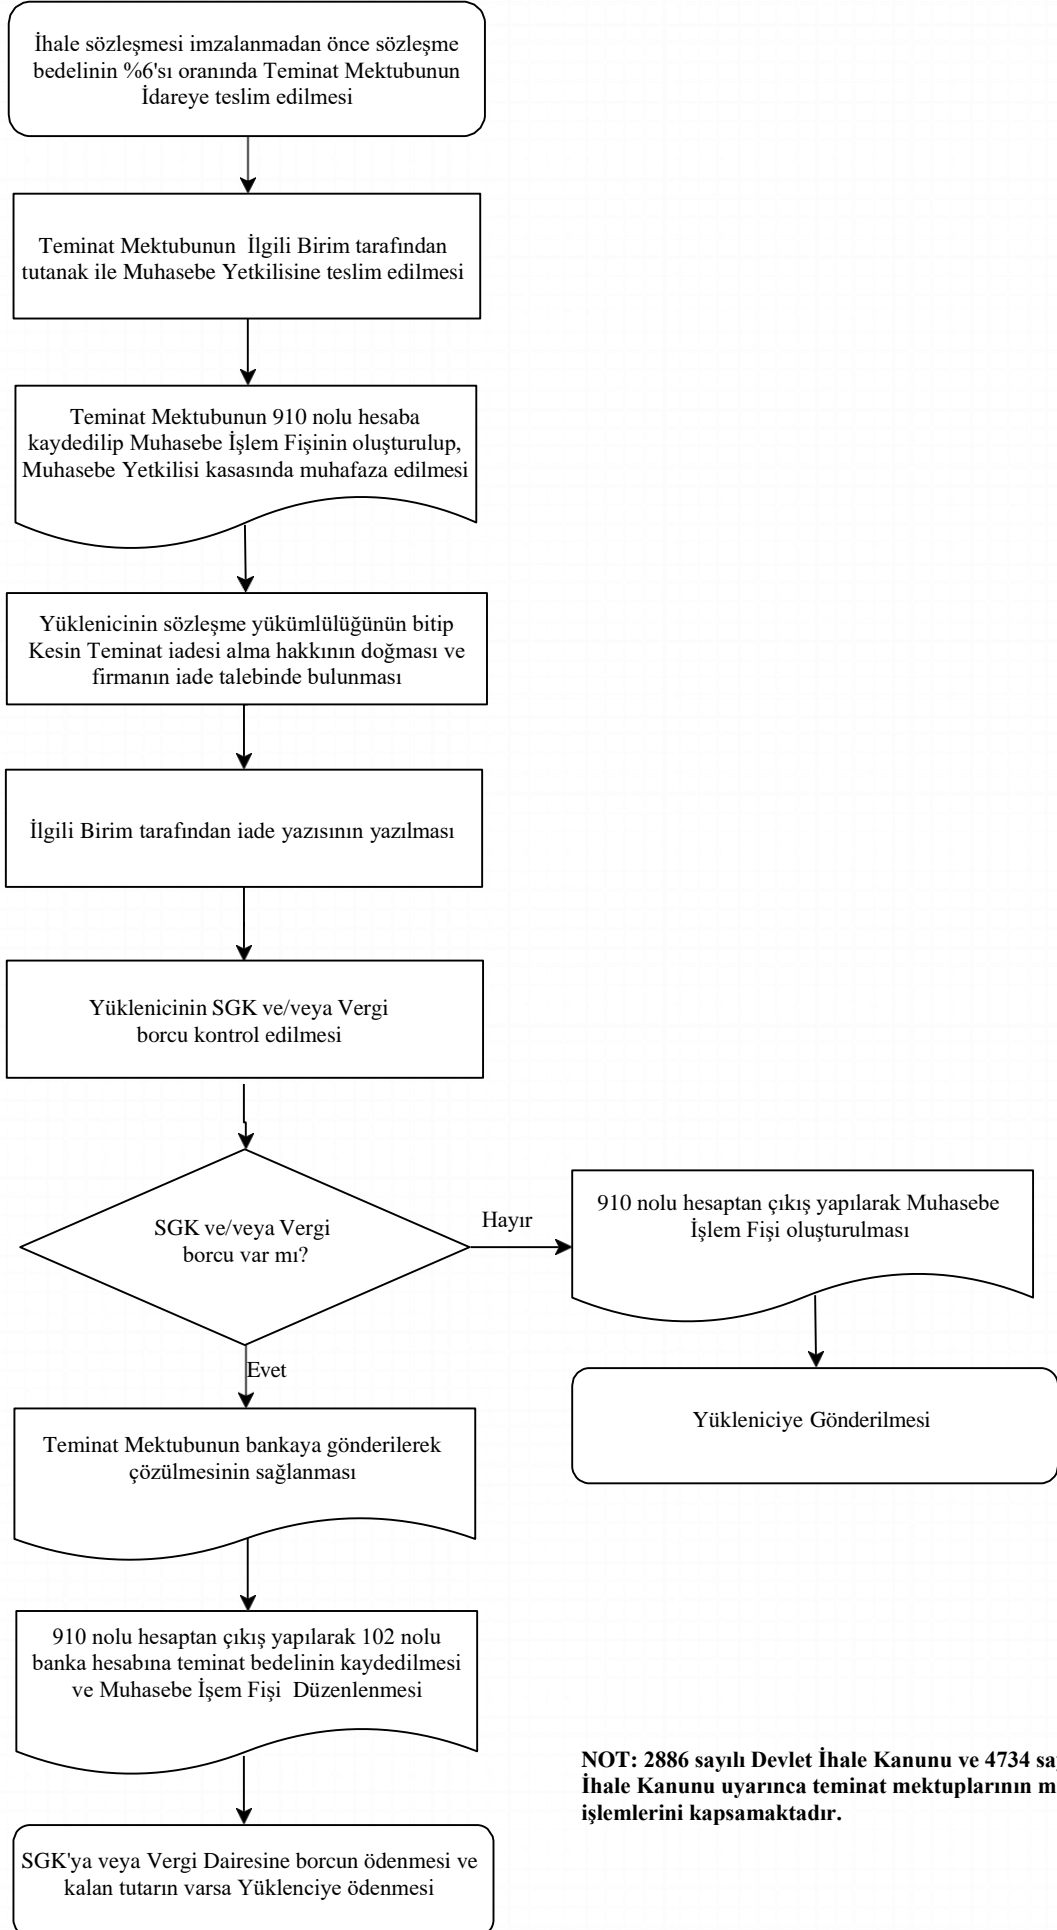 İhale sözleşmesi imzalanmadan önce sözleşme
bedelinin %6'sı oranında Teminat Mektubunun
İdareye teslim edilmesi
Teminat Mektubunun İlgili Birim tarafından
tutanak ile Muhasebe Yetkilisine teslim edilmesi
Teminat Mektubunun 910 nolu hesaba
kaydedilip Muhasebe İşlem Fişinin oluşturulup,
Muhasebe Yetkilisi kasasında muhafaza edilmesi
Yüklenicinin sözleşme yükümlülüğünün bitip
Kesin Teminat iadesi alma hakkının doğması ve
firmanın iade talebinde bulunması
İlgili Birim tarafından iade yazısının yazılması
Yüklenicinin SGK ve/veya Vergi
borcu kontrol edilmesi
SGK ve/veya Vergi
borcu var mı?
Hayır
910 nolu hesaptan çıkış yapılarak Muhasebe
İşlem Fişi oluşturulması
Yükleniciye Gönderilmesi
Evet
Teminat Mektubunun bankaya gönderilerek
çözülmesinin sağlanması
910 nolu hesaptan çıkış yapılarak 102 nolu
banka hesabına teminat bedelinin kaydedilmesi
ve Muhasebe İşem Fişi Düzenlenmesi
SGK'ya veya Vergi Dairesine borcun ödenmesi ve
kalan tutarın varsa Yüklenciye ödenmesi
NOT: 2886 sayılı Devlet İhale Kanunu ve 4734
İhale Kanunu uyarınca teminat mektuplarının
işlemlerini kapsamaktadır.